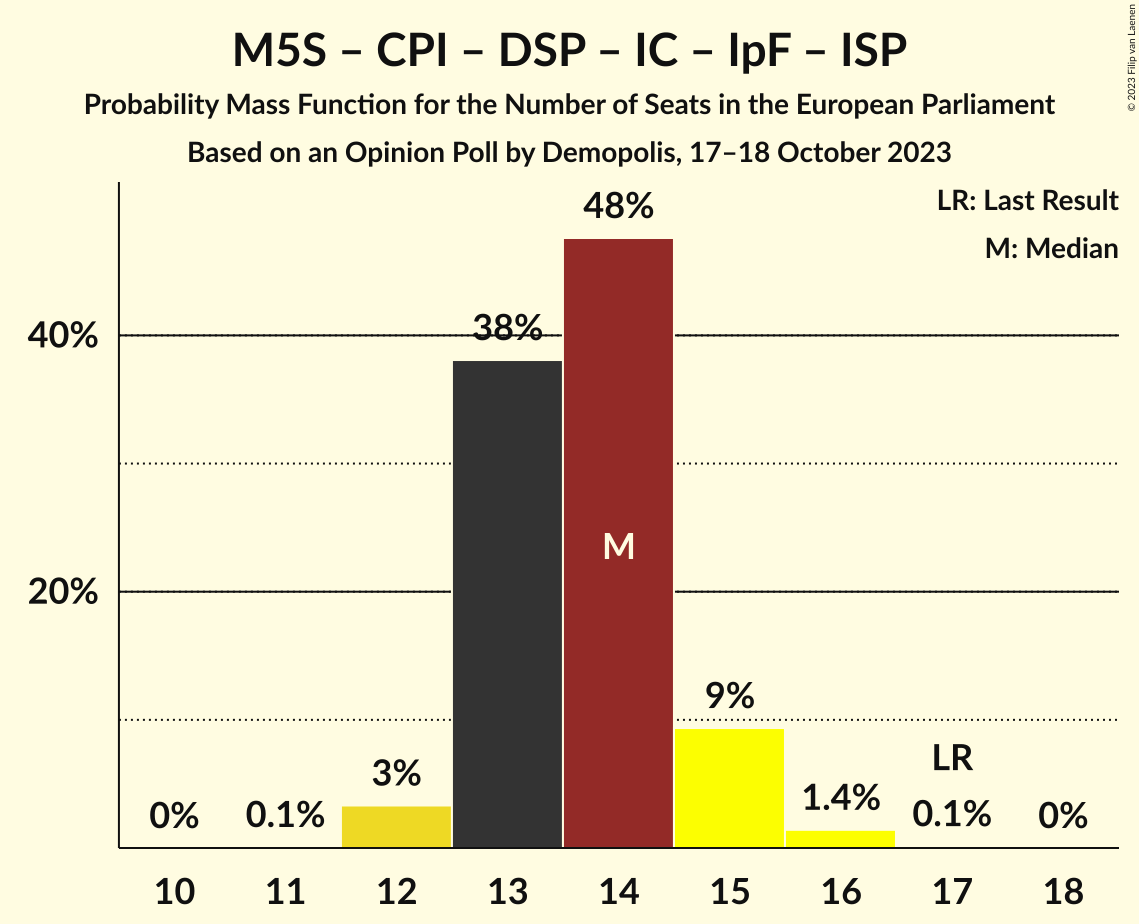 M5S – CPI – DSP – IC – IpF – ISP
Probability Mass Function for the Number of Seats in the European Parliament
Based on an Opinion Poll by Demopolis, 17–18 October 2023
© 2023 Filip van Laenen
LR: Last Result
M: Median
48%
40%
38%
M
20%
9%
LR
3%
1.4%
0%
0.1%
0.1%
0%
10 11 12 13 14 15 16 17 18